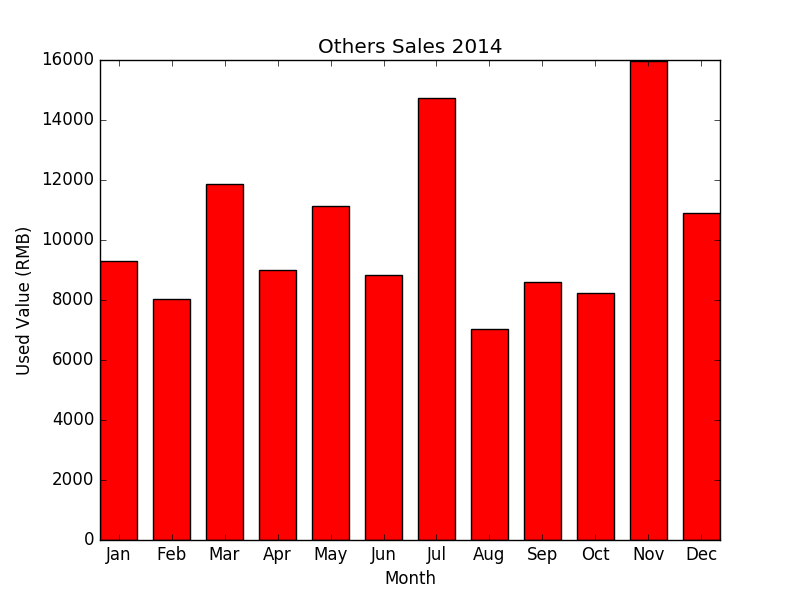 Others Sales 2014
16000
14000
12000
10000
8000
6000
4000
2000
0
Used Value (RMB)
Jan Feb Mar Apr May Jun Jul Aug Sep Oct Nov Dec
Month